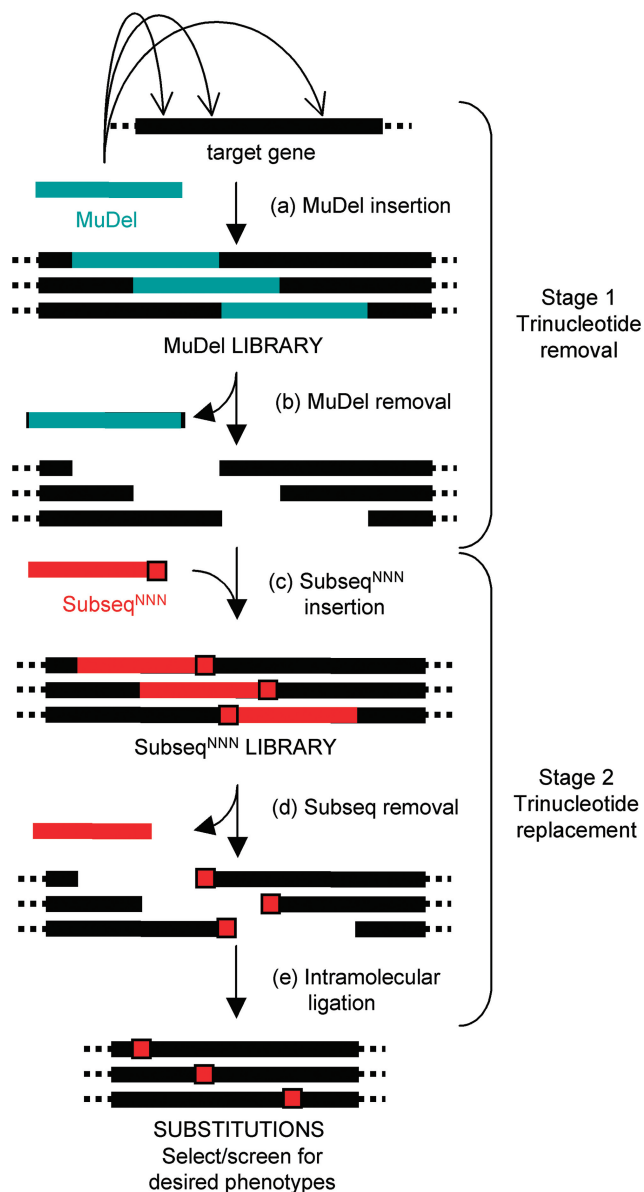 target gene
MuDel
(a) MuDel insertion
MuDel LIBRARY
(b) MuDel removal
Stage 1
Trinucleotide
removal
Subseq^NNN
(c) Subseq^NNN
insertion
Subseq^NNN LIBRARY
(d) Subseq removal
(e) Intramolecular
ligation
Stage 2
Trinucleotide
replacement
SUBSTITUTIONS
Select/screen for
desired phenotypes